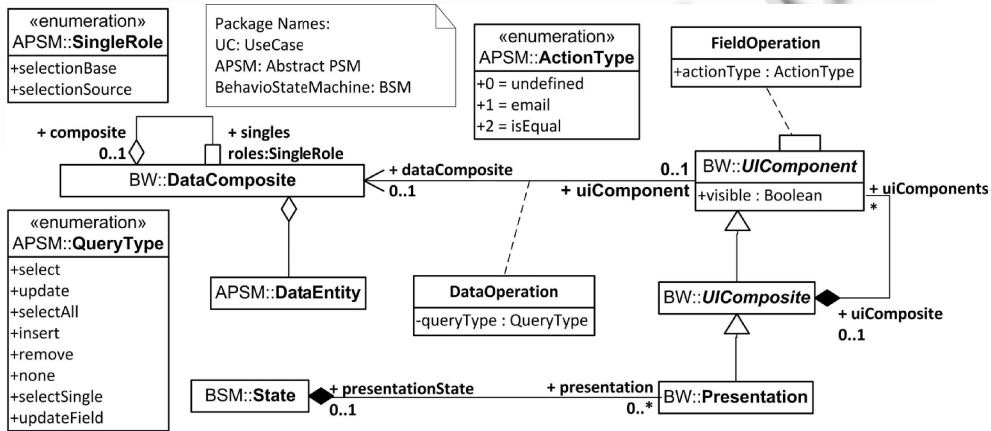 «enumeration»
APSM::SingleRole
+selectionBase
+selectionSource
Package Names:
UC: UseCase
APSM: Abstract PSM
BehavioStateMachine: BSM
«enumeration»
APSM::ActionType
+0 = undefined
+1 = email
+2 = isEqual
FieldOperation
+actionType : ActionType
+ composite
0..1
+ singles
roles:SingleRole
BW::DataComposite
+ dataComposite
0..1
0..1
+ uiComponent
BW::UIComponent
+visible : Boolean
+ uiComponents
*
«enumeration»
APSM::QueryType
+select
+update
+selectAll
+insert
+remove
+none
+selectSingle
+updateField
APSM::DataEntity
DataOperation
-queryType : QueryType
BW::UIComposite
+ uiComposite
0..1
BSM::State
+ presentationState
0..1
+ presentation
0..*
BW::Presentation